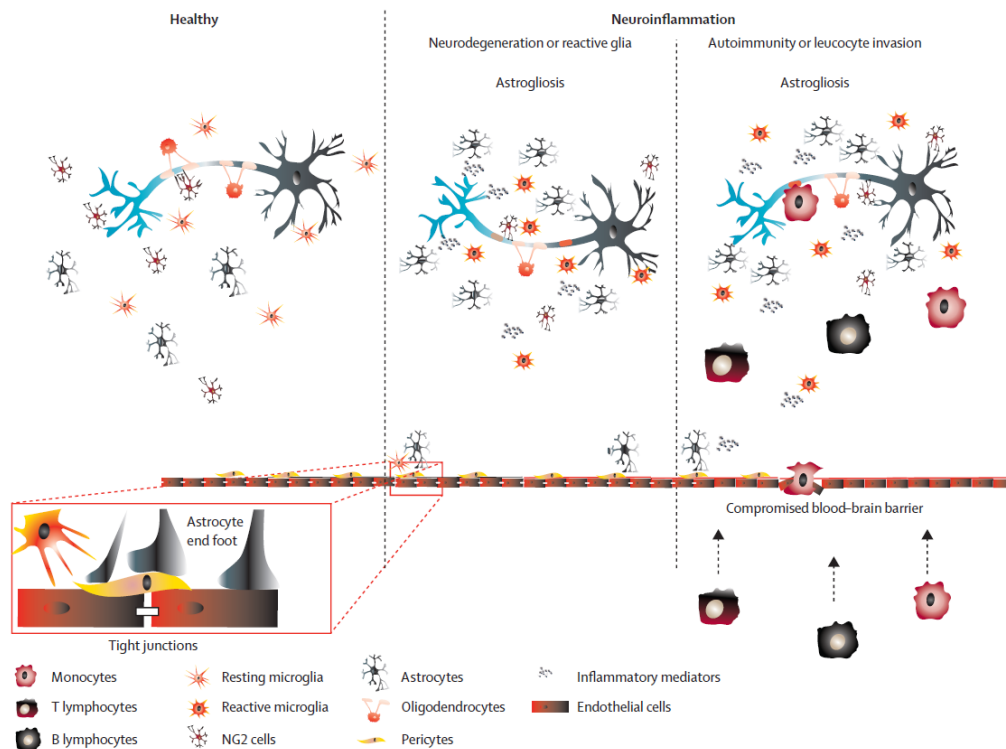 Healthy
Neuroinflammation
Neurodegeneration or reactive glia
Autoimmunity or leucocyte invasion
Astrogliosis
Astrogliosis
Astrocyte
end foot
Compromised blood–brain barrier
Tight junctions
Monocytes
Resting microglia
Astrocytes
Inflammatory mediators
T lymphocytes
Reactive microglia
Oligodendrocytes
Endothelial cells
B lymphocytes
NG2 cells
Pericytes